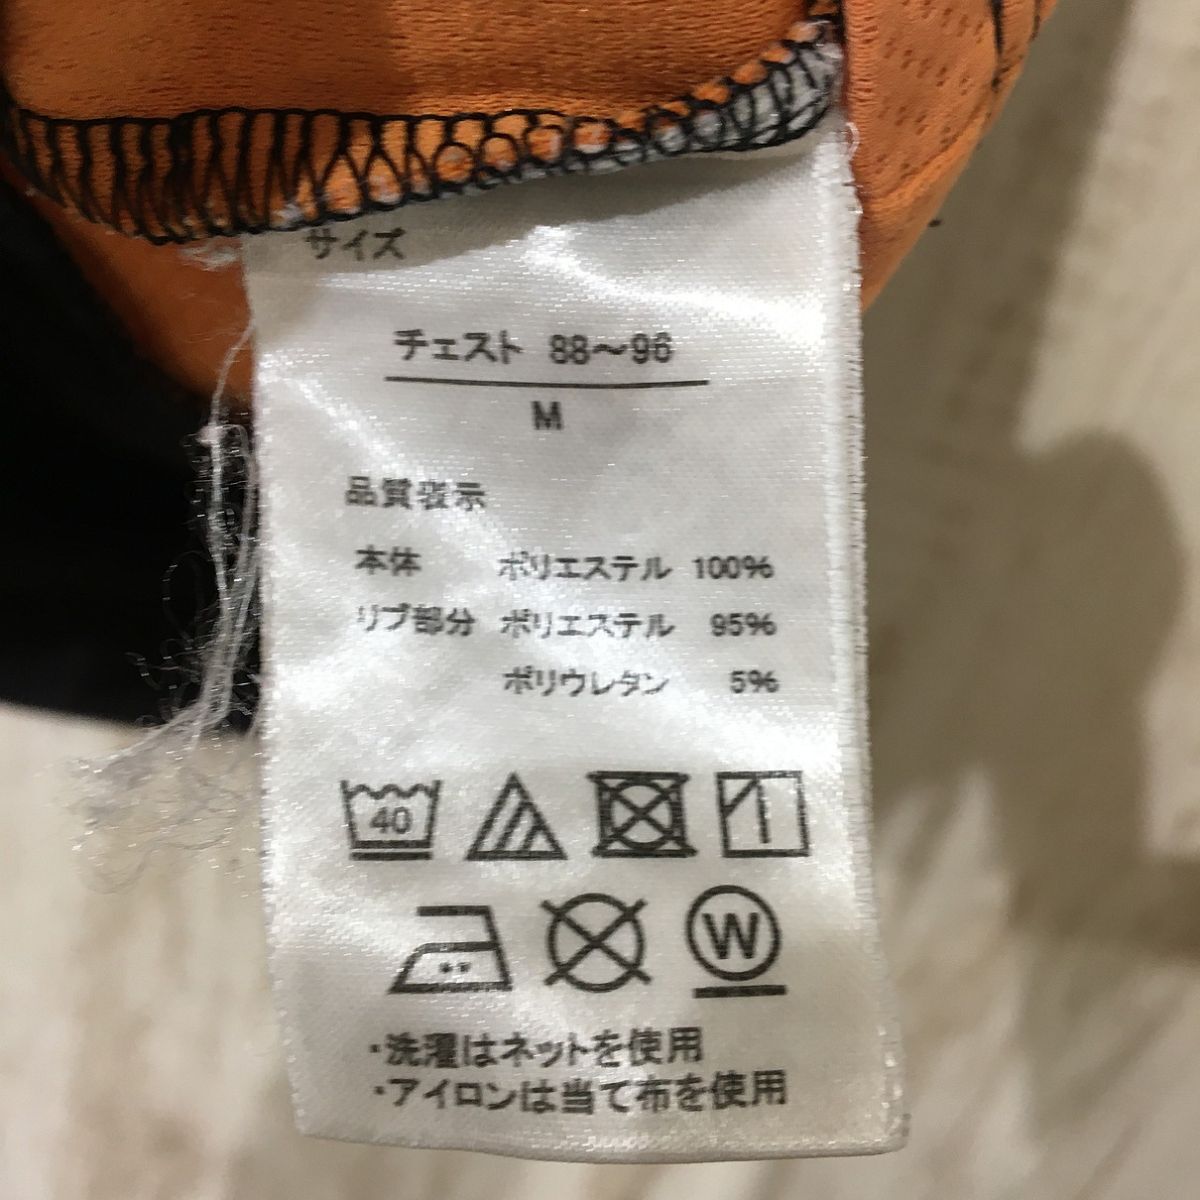 サイズ
チェスト 88～96
M
品質表示
本体 ポリエステル 100%
リブ部分 ポリエステル 95%
ポリウレタン 5%
40
W
・洗濯はネットを使用
・アイロンは当て布を使用